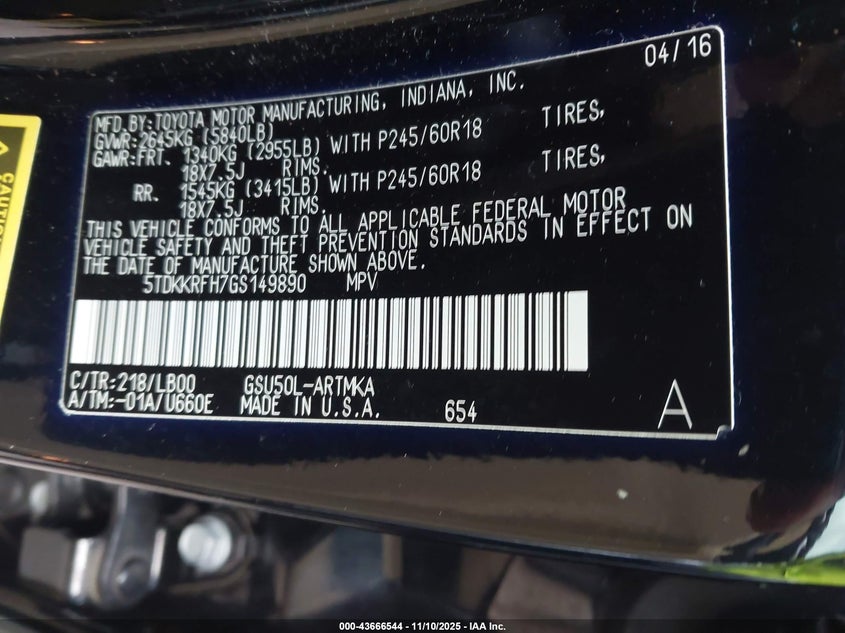 04/16
MFD. BY: TOYOTA MOTOR MANUFACTURING, INDIANA, INC.
GVWR: 2645KG (5840LB)
GAWR: FRT. 1340KG (2955LB) WITH P245/60R18 TIRES,
18X7.5J RIMS.
RR. 1545KG (3415LB) WITH P245/60R18 TIRES,
18X7.5J RIMS.
THIS VEHICLE CONFORMS TO ALL APPLICABLE FEDERAL MOTOR
VEHICLE SAFETY AND THEFT PREVENTION STANDARDS IN EFFECT ON
THE DATE OF MANUFACTURE SHOWN ABOVE.
5TDKKRFH7GS149890 MPV
C/TR: 218/LB00 GSU50L-ARTMKA
A/TM: -01A/U660E MADE IN U.S.A. 654 A
CAUTION
000-43666544 - 11/10/2025 - IAA Inc.